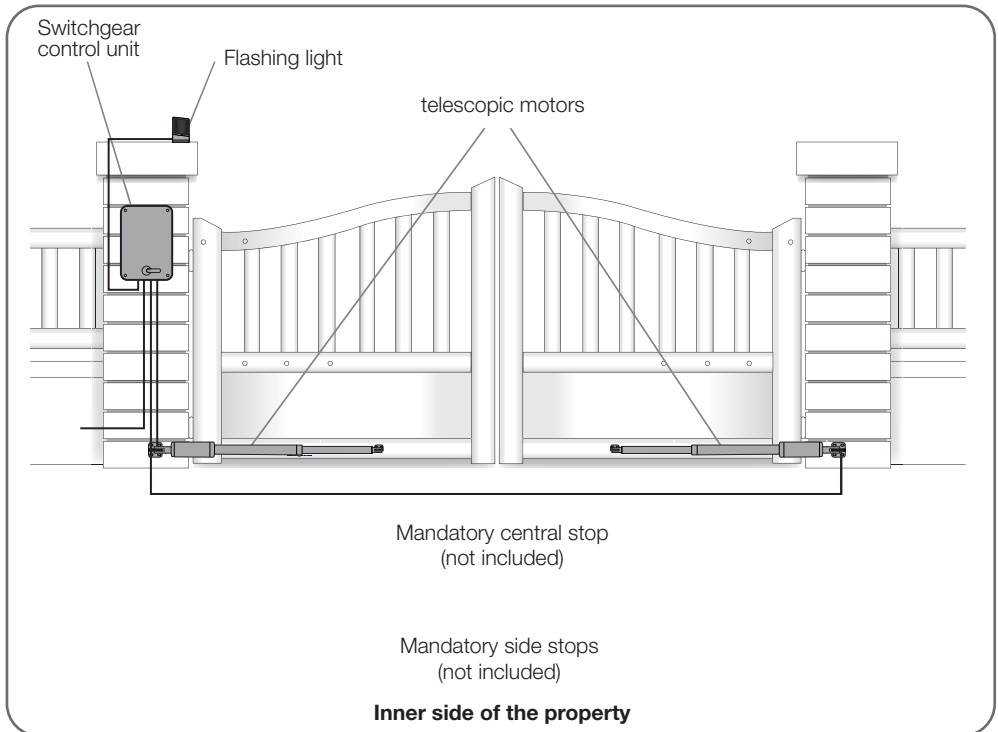 Switchgear
control unit
Flashing light
telescopic motors
Mandatory central stop
(not included)
Mandatory side stops
(not included)
Inner side of the property